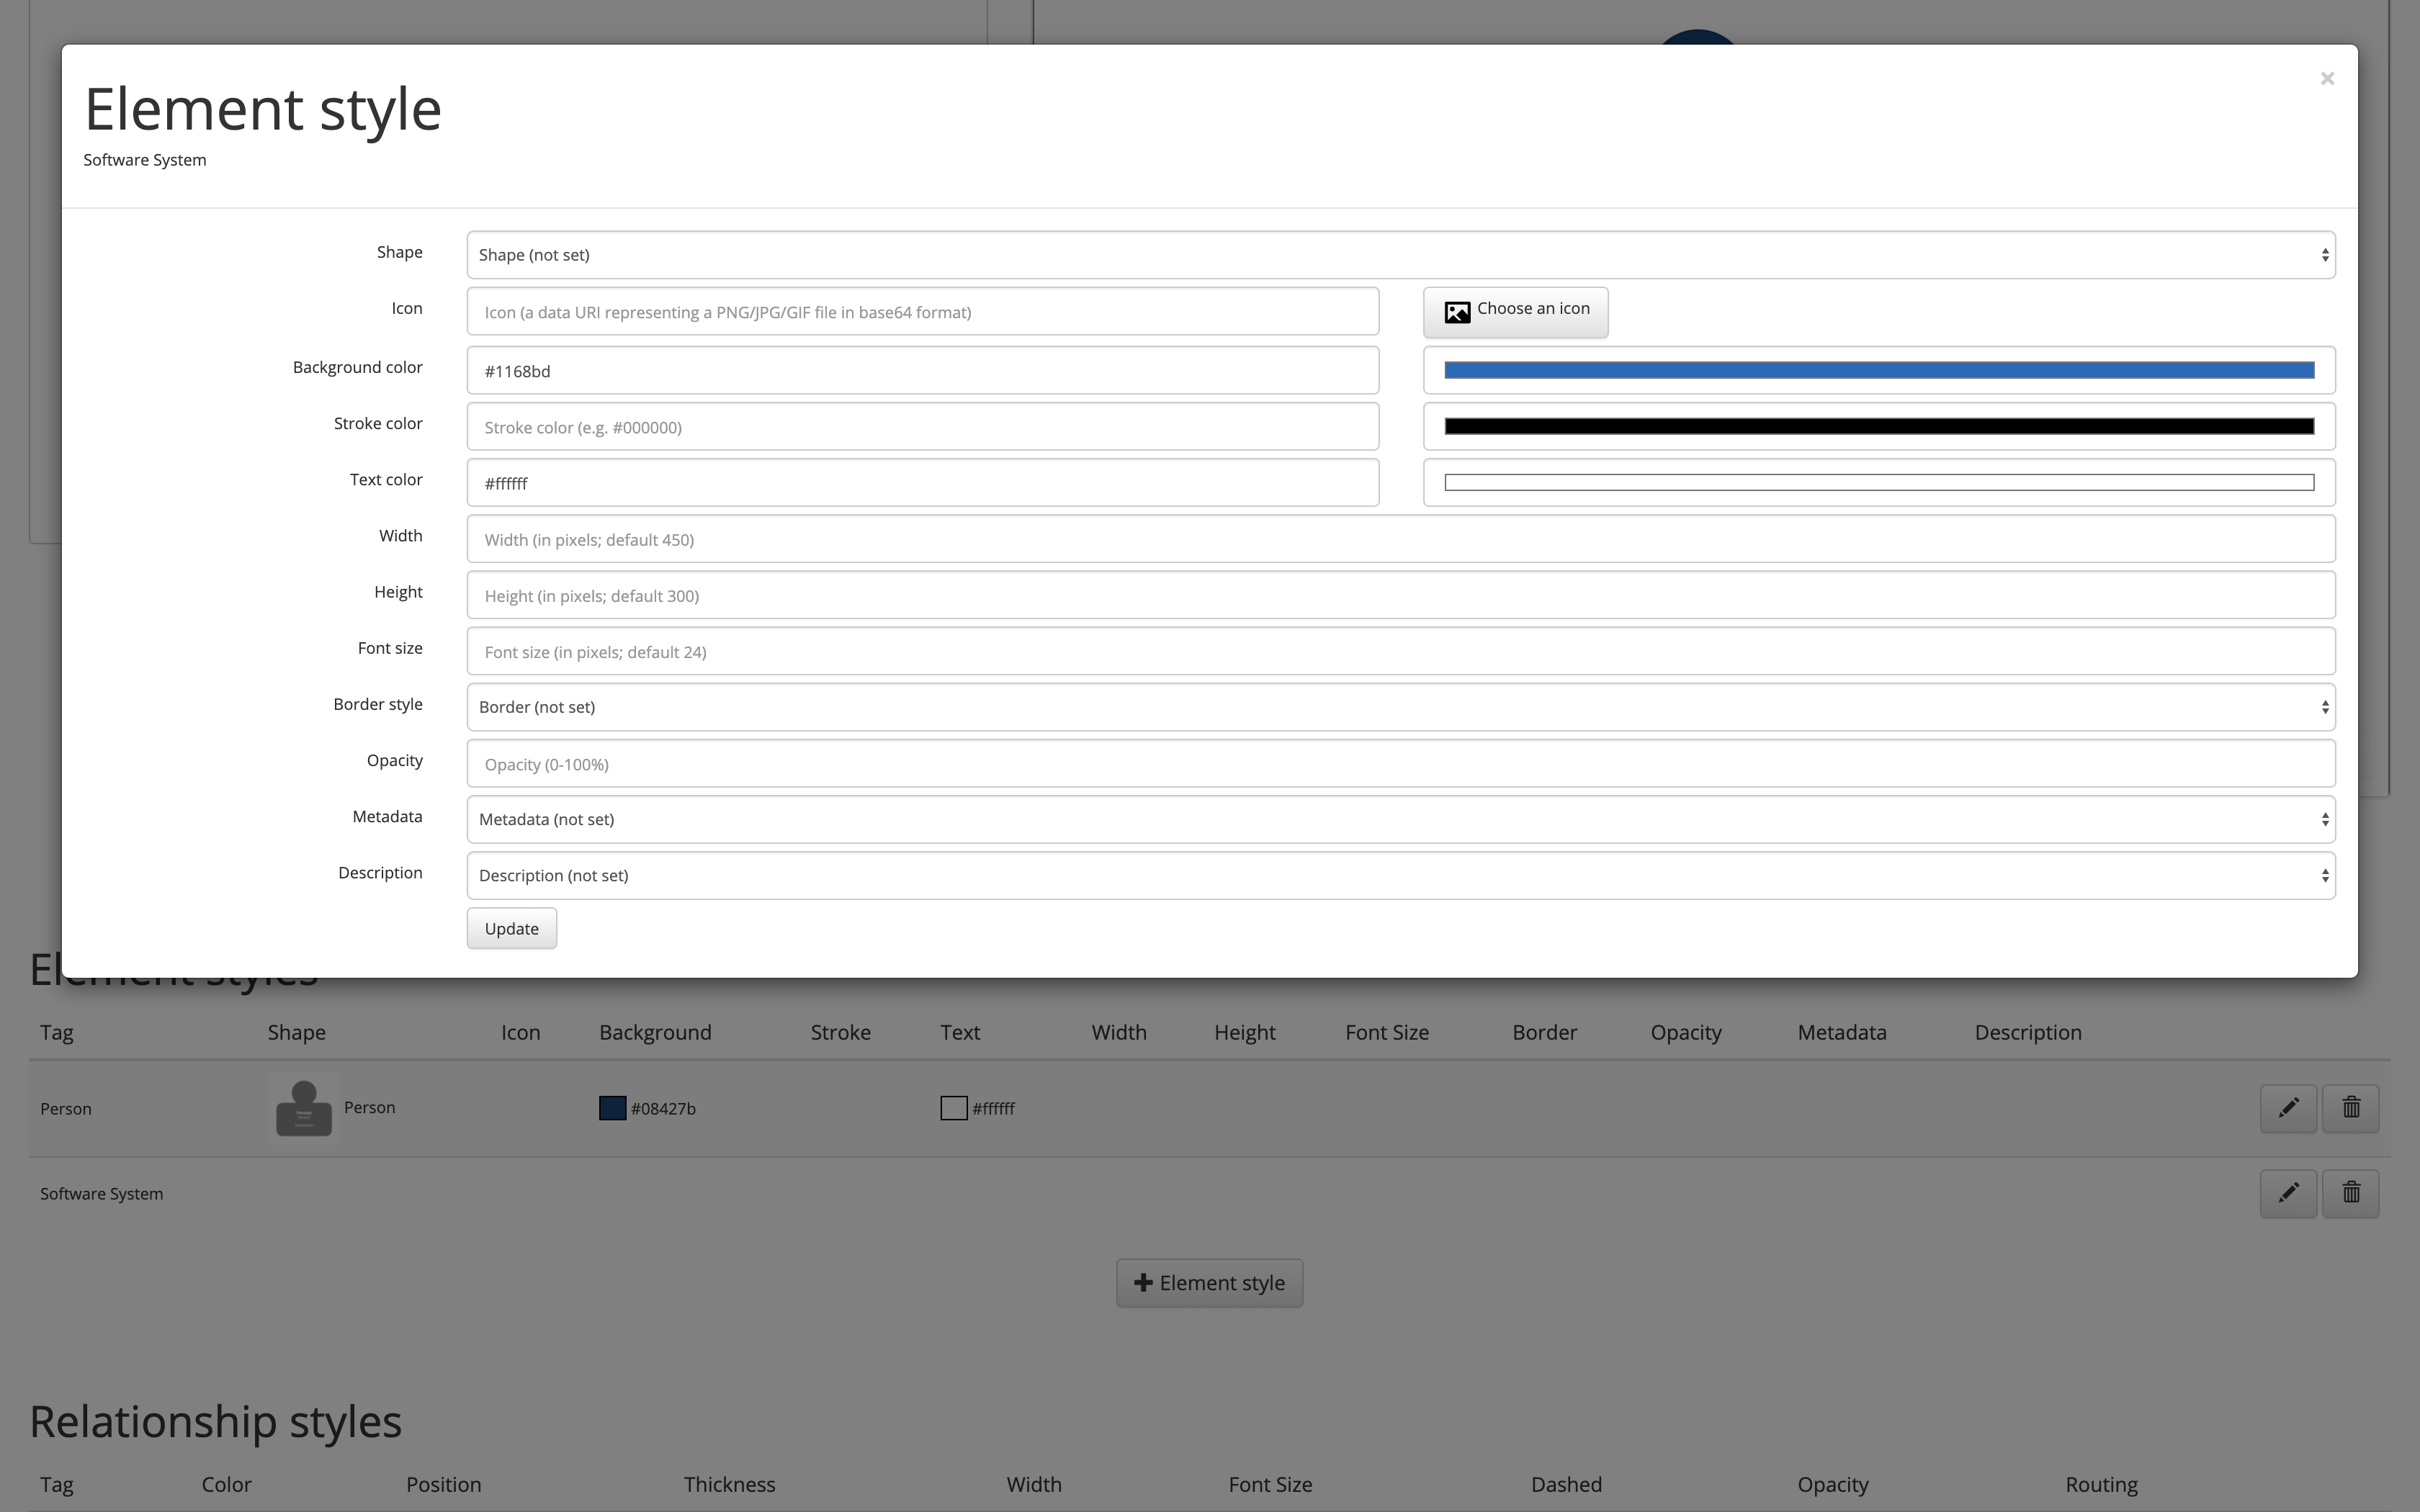 Element style
Software System
Shape
Shape (not set)
Icon
Icon (a data URI representing a PNG/JPG/GIF file in base64 format)
Choose an icon
Background color
#1168bd
Stroke color
Stroke color (e.g. #000000)
Text color
#ffffff
Width
Width (in pixels; default 450)
Height
Height (in pixels; default 300)
Font size
Font size (in pixels; default 24)
Border style
Border (not set)
Opacity
Opacity (0-100%)
Metadata
Metadata (not set)
Description
Description (not set)
Update
Element styles
Tag Shape Icon Background Stroke Text Width Height Font Size Border Opacity Metadata Description
Person Person #08427b #ffffff
Software System
Element style
Relationship styles
Tag Color Position Thickness Width Font Size Dashed Opacity Routing